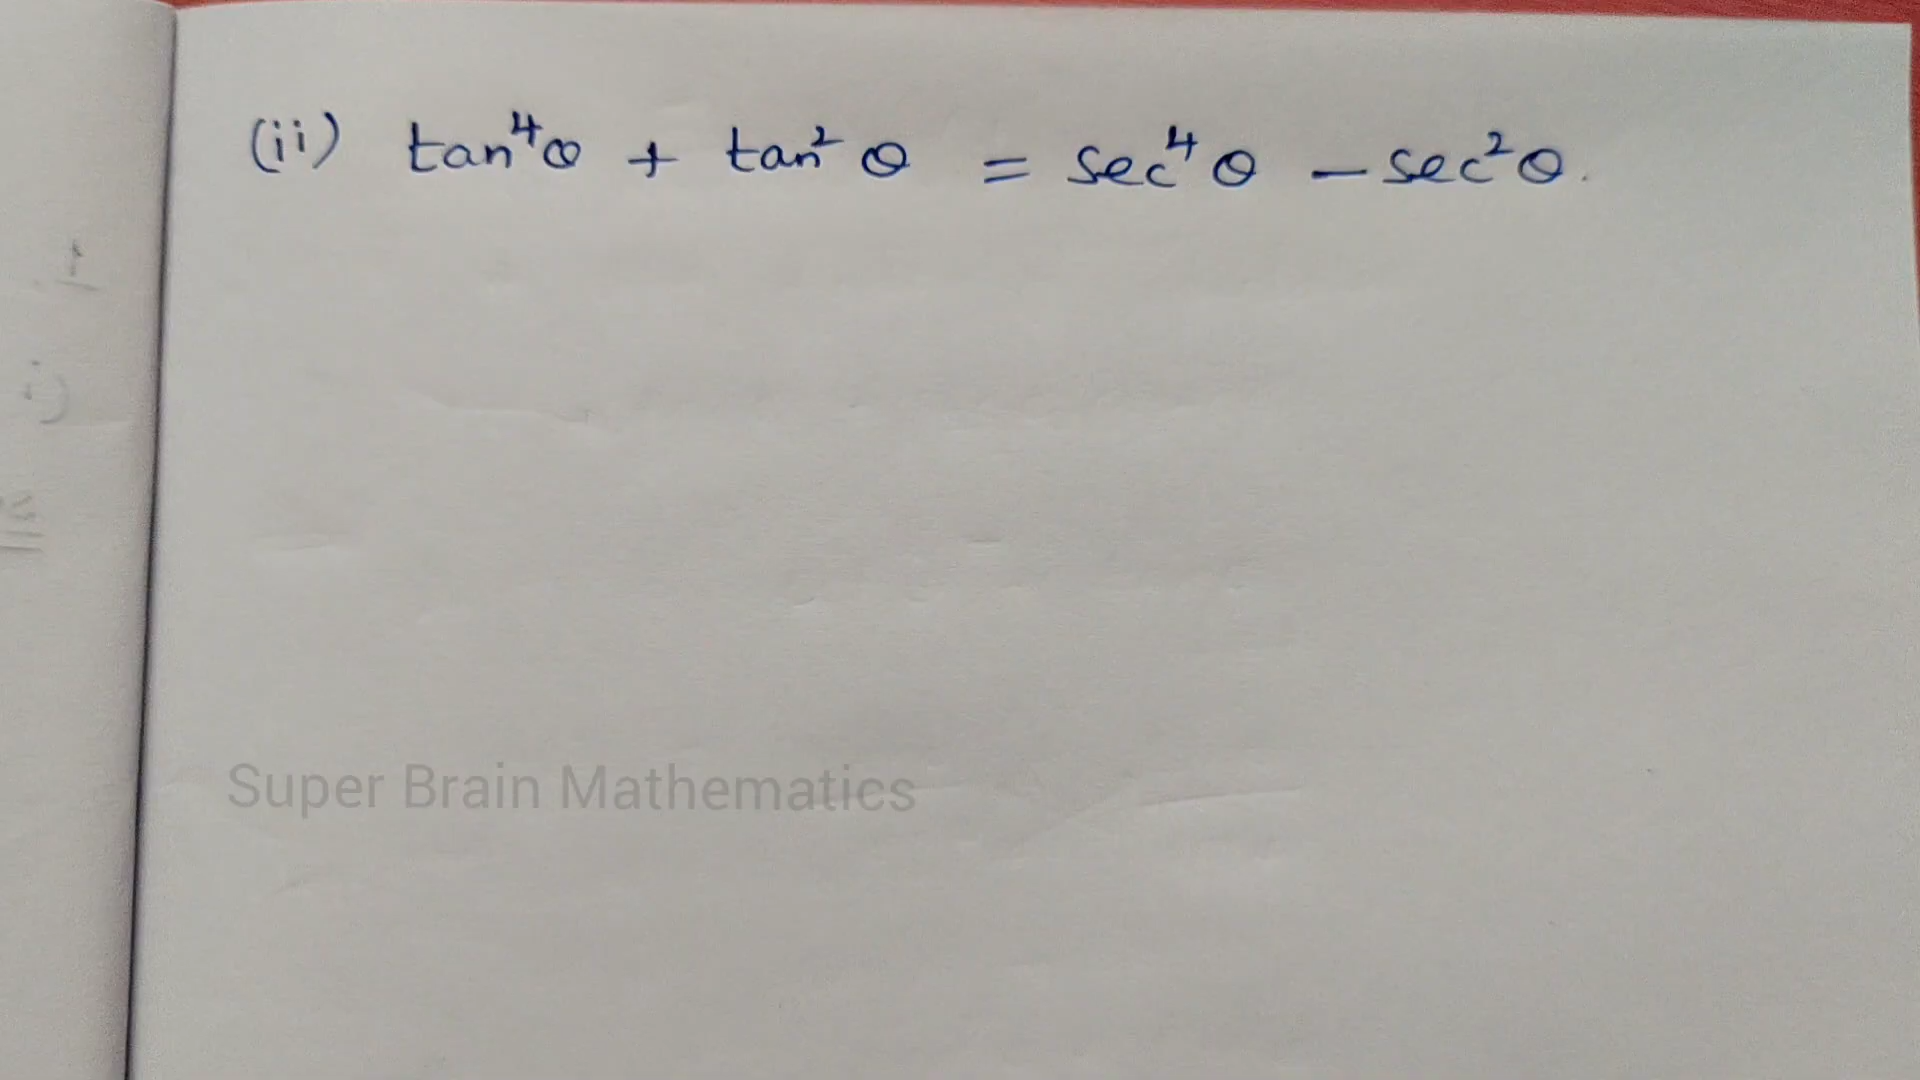 (ii) tan⁴θ + tan²θ = sec⁴θ – sec²θ.
Super Brain Mathematics